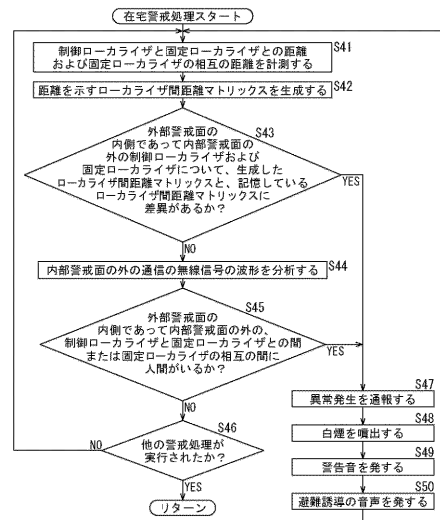 在宅警戒処理スタート
S41
制御ローカライザと固定ローカライザとの距離
および固定ローカライザの相互の距離を計測する
S42
距離を示すローカライザ間距離マトリックスを生成する
S43
外部警戒面の
内側であって内部警戒面の
外の制御ローカライザおよび
固定ローカライザについて、生成した
ローカライザ間距離マトリックスと、記憶している
ローカライザ間距離マトリックスに
差異があるか？
YES
NO
S44
内部警戒面の外の通信の無線信号の波形を分析する
S45
外部警戒面の
内側であって内部警戒面の外の、
制御ローカライザと固定ローカライザとの間
または固定ローカライザの相互の間に
人間がいるか？
YES
NO
S46
他の警戒処理が
実行されたか？
NO
YES
リターン
S47
異常発生を通報する
S48
白煙を噴出する
S49
警告音を発する
S50
避難誘導の音声を発する